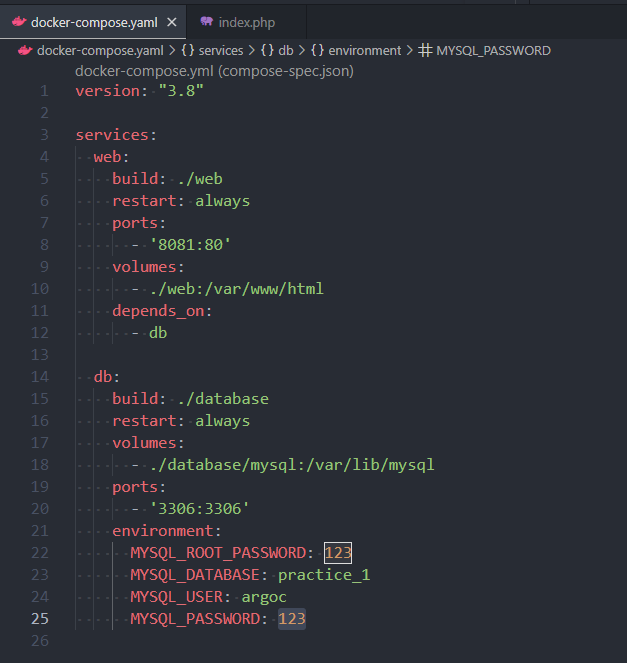 docker-compose.yaml × index.php
docker-compose.yaml > {} services > {} db > {} environment > # MYSQL_PASSWORD
docker-compose.yml (compose-spec.json)
1 version: "3.8"
2
3 services:
4 web:
5 build: ./web
6 restart: always
7 ports:
8 - '8081:80'
9 volumes:
10 - ./web:/var/www/html
11 depends_on:
12 - db
13
14 db:
15 build: ./database
16 restart: always
17 volumes:
18 - ./database/mysql:/var/lib/mysql
19 ports:
20 - '3306:3306'
21 environment:
22 MYSQL_ROOT_PASSWORD: 123
23 MYSQL_DATABASE: practice_1
24 MYSQL_USER: argoc
25 MYSQL_PASSWORD: 123
26